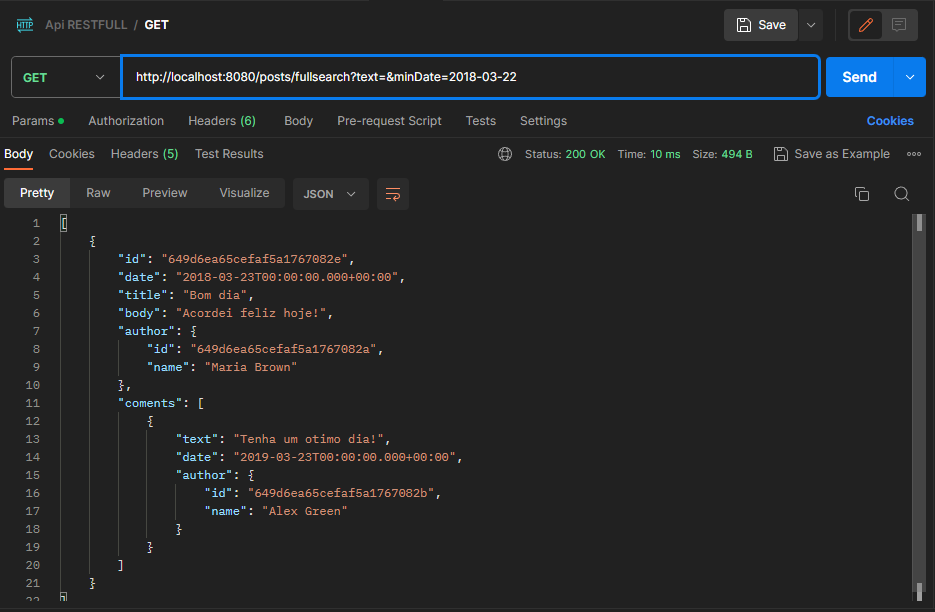 HTTP Api RESTFULL / GET Save
GET http://localhost:8080/posts/fullsearch?text=&minDate=2018-03-22 Send
Params Authorization Headers (6) Body Pre-request Script Tests Settings Cookies
Body Cookies Headers (5) Test Results Status: 200 OK Time: 10 ms Size: 494 B Save as Example
Pretty Raw Preview Visualize JSON
1 [
2 {
3 "id": "649d6ea65cefaf5a1767082e",
4 "date": "2018-03-23T00:00:00.000+00:00",
5 "title": "Bom dia",
6 "body": "Acordei feliz hoje!",
7 "author": {
8 "id": "649d6ea65cefaf5a1767082a",
9 "name": "Maria Brown"
10 },
11 "coments": [
12 {
13 "text": "Tenha um otimo dia!",
14 "date": "2019-03-23T00:00:00.000+00:00",
15 "author": {
16 "id": "649d6ea65cefaf5a1767082b",
17 "name": "Alex Green"
18 }
19 }
20 ]
21 }
22 ]